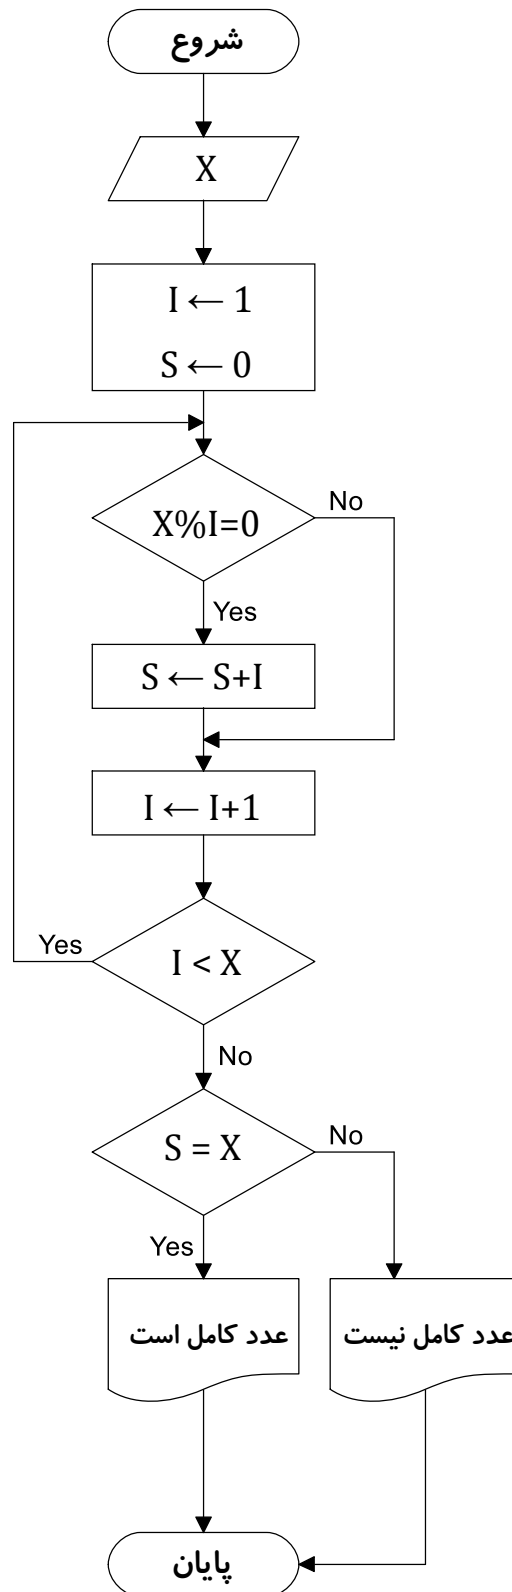 شروع
X
I ← 1
S ← 0
X%I=0
No
Yes
S ← S+I
I ← I+1
Yes
I < X
No
S = X
No
Yes
عدد کامل است
عدد کامل نیست
پایان